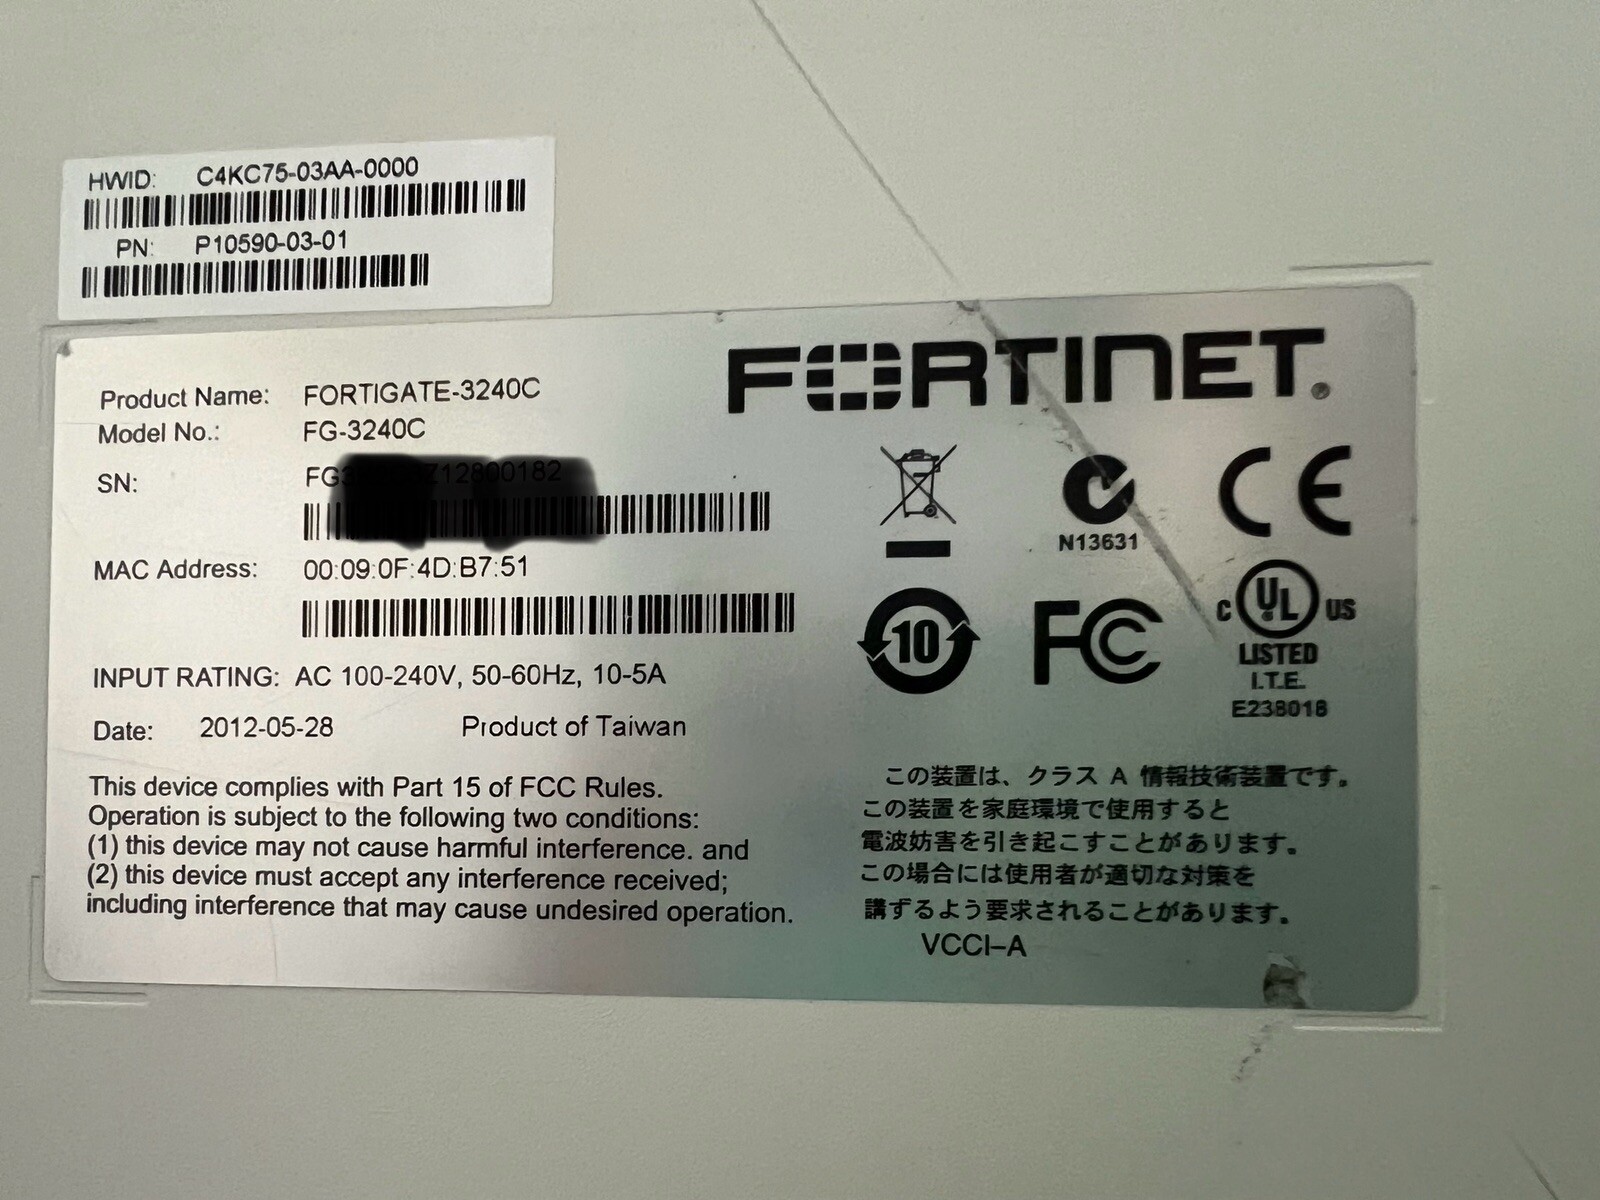 HWID: C4KC75-03AA-0000
PN: P10590-03-01
FORTINET
Product Name: FORTIGATE-3240C
Model No.: FG-3240C
SN:
MAC Address: 00:09:0F:4D:B7:51
INPUT RATING: AC 100-240V, 50-60Hz, 10-5A
Date: 2012-05-28 Product of Taiwan
This device complies with Part 15 of FCC Rules.
Operation is subject to the following two conditions:
(1) this device may not cause harmful interference. and
(2) this device must accept any interference received;
including interference that may cause undesired operation.
N13631
CE
10
FC
c UL US
LISTED
I.T.E.
E238018
この装置は、クラス A 情報技術装置です。
この装置を家庭環境で使用すると
電波妨害を引き起こすことがあります。
この場合には使用者が適切な対策を
講ずるよう要求されることがあります。
VCCI-A